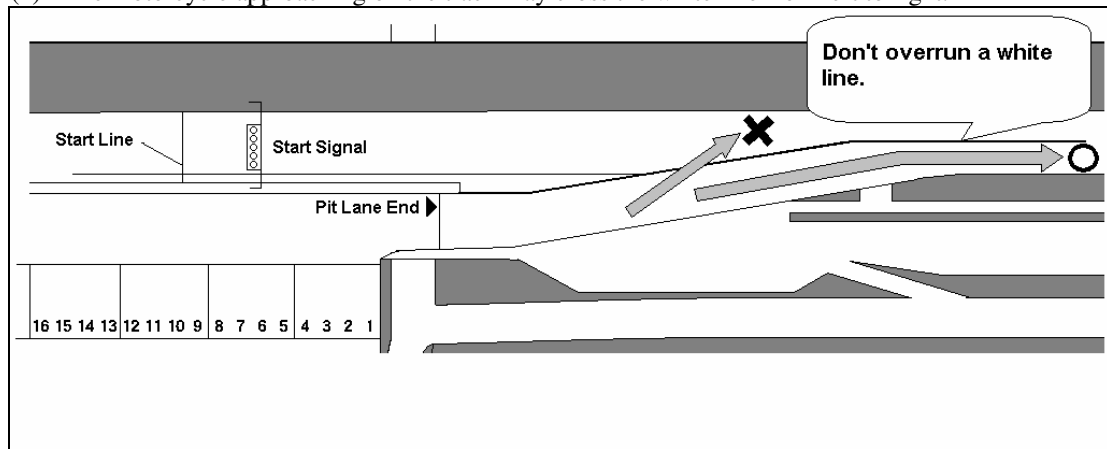 Don't overrun a white
line.
Start Line
Start Signal
Pit Lane End
16 15 14 13 12 11 10 9 8 7 6 5 4 3 2 1